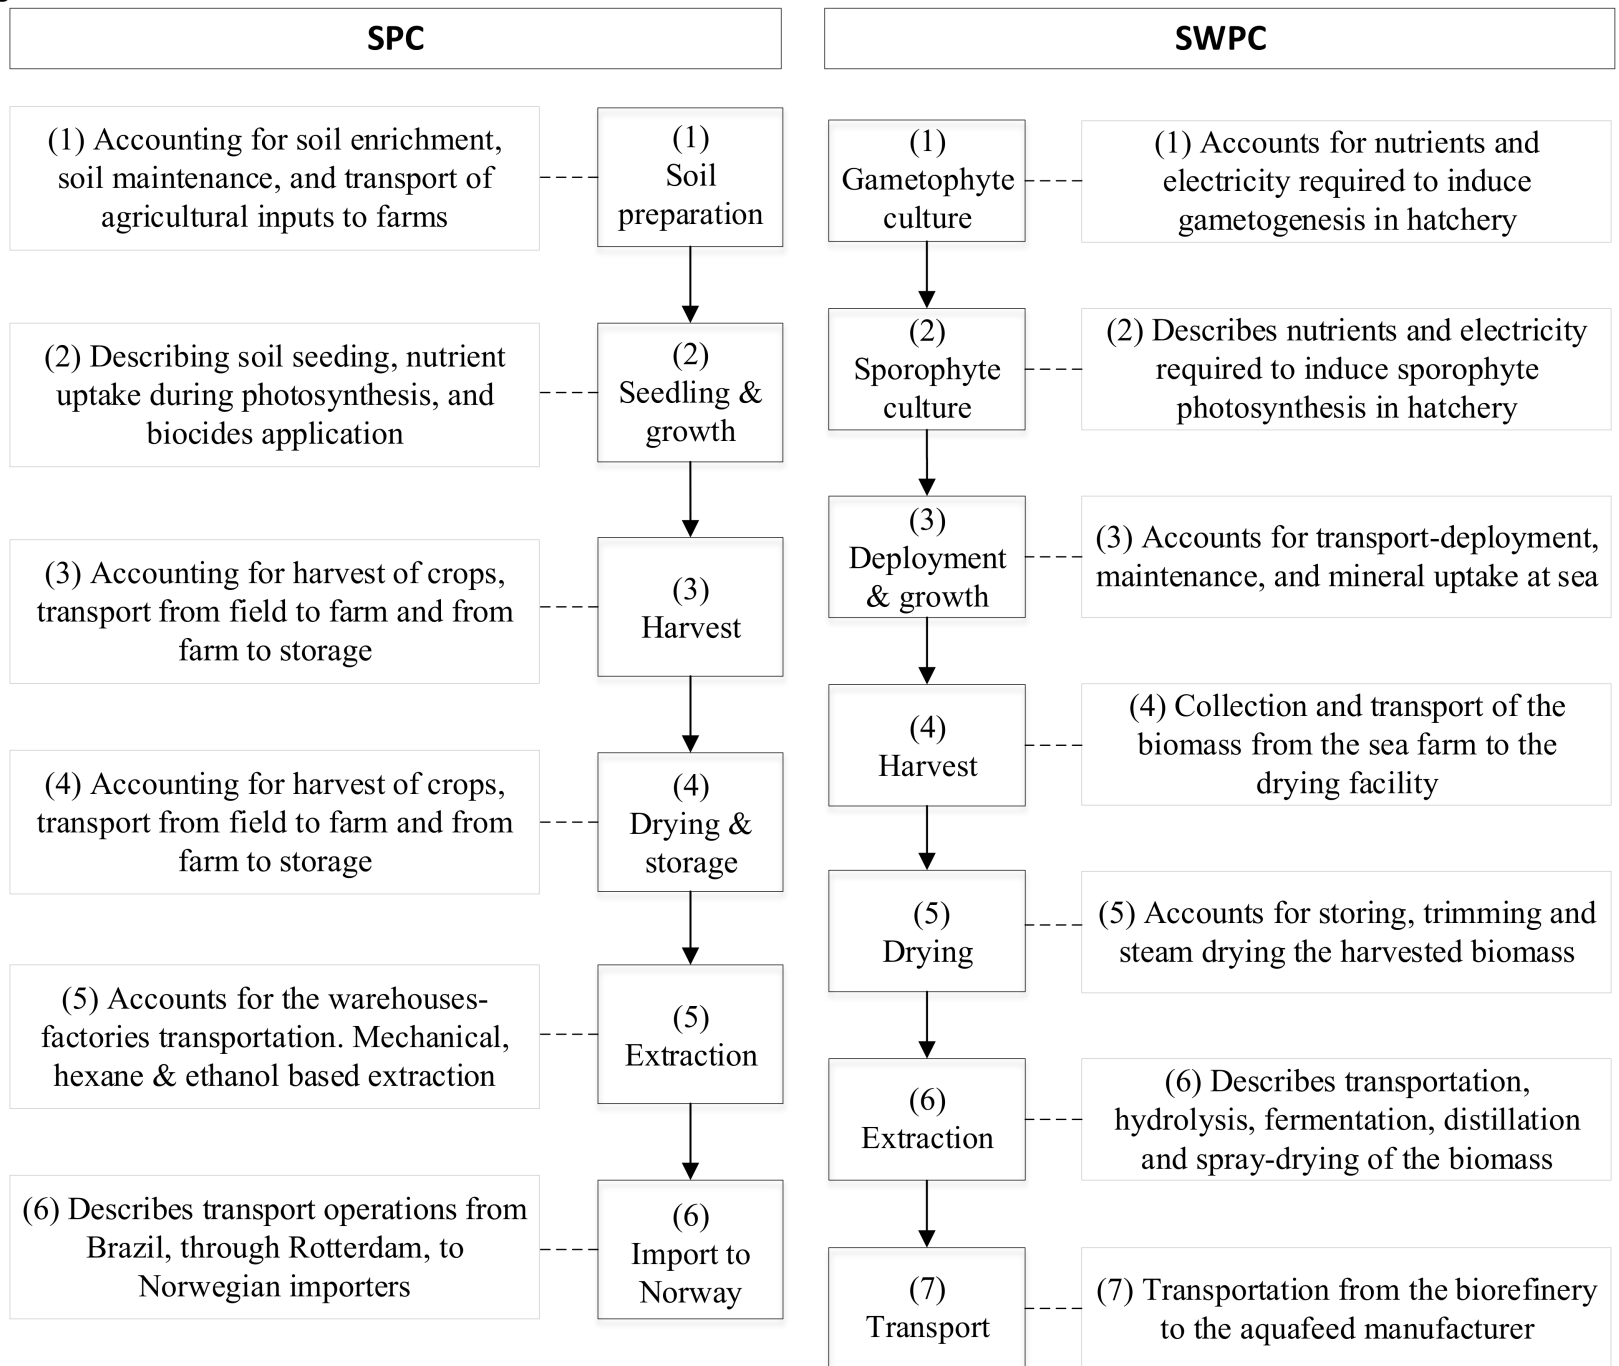 SPC
(1) Accounting for soil enrichment,
soil maintenance, and transport of
agricultural inputs to farms
(1)
Soil
preparation
(2) Describing soil seeding, nutrient
uptake during photosynthesis, and
biocides application
(2)
Seedling &
growth
(3) Accounting for harvest of crops,
transport from field to farm and from
farm to storage
(3)
Harvest
(4) Accounting for harvest of crops,
transport from field to farm and from
farm to storage
(4)
Drying &
storage
(5) Accounts for the warehouses-
factories transportation. Mechanical,
hexane & ethanol based extraction
(5)
Extraction
(6) Describes transport operations from
Brazil, through Rotterdam, to
Norwegian importers
(6)
Import to
Norway
SWPC
(1)
Gametophyte
culture
(1) Accounts for nutrients and
electricity required to induce
gametogenesis in hatchery
(2)
Sporophyte
culture
(2) Describes nutrients and electricity
required to induce sporophyte
photosynthesis in hatchery
(3)
Deployment
& growth
(3) Accounts for transport-deployment,
maintenance, and mineral uptake at sea
(4)
Harvest
(4) Collection and transport of the
biomass from the sea farm to the
drying facility
(5)
Drying
(5) Accounts for storing, trimming and
steam drying the harvested biomass
(6)
Extraction
(6) Describes transportation,
hydrolysis, fermentation, distillation
and spray-drying of the biomass
(7)
Transport
(7) Transportation from the biorefinery
to the aquafeed manufacturer